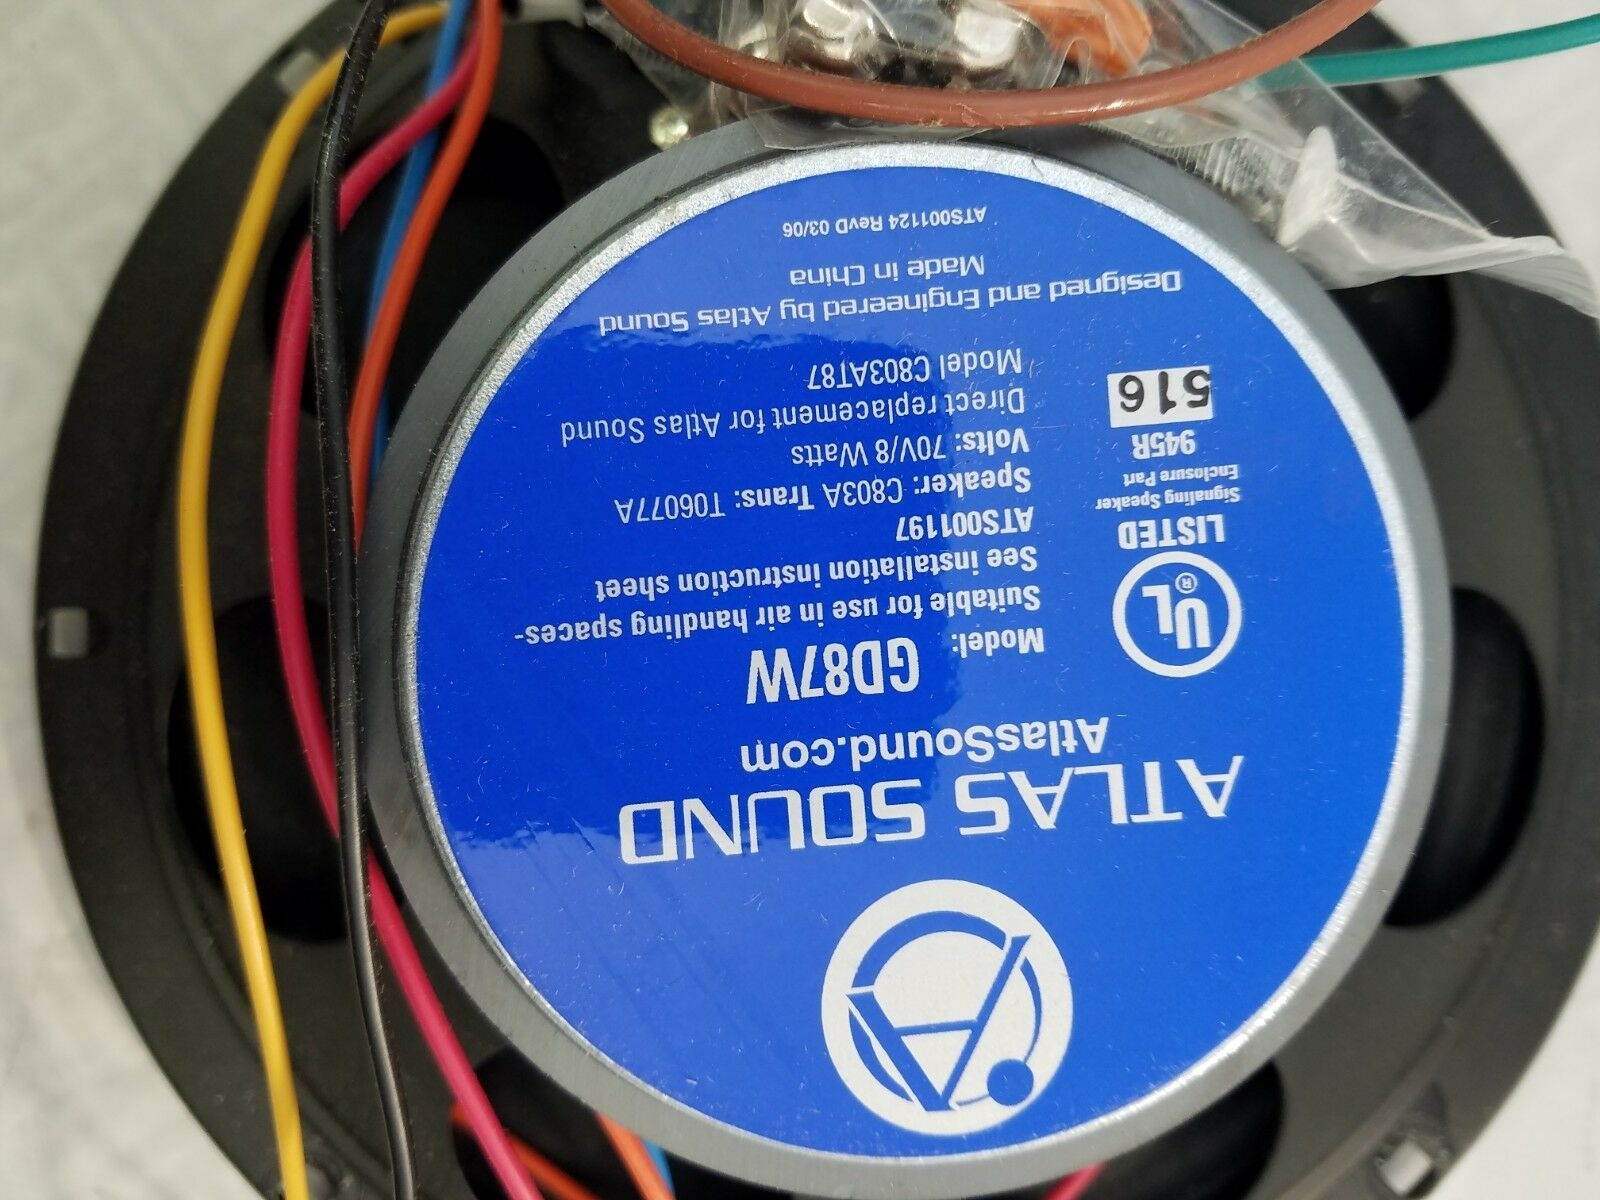 ATLAS SOUND
AtlasSound.com
Model: GD87W
Suitable for use in air handling spaces-
See installation instruction sheet
ATS001197
Speaker: C803A Trans: T06077A
Volts: 70V/8 Watts
Direct replacement for Atlas Sound
Model C803AT87
UL ®
LISTED
Signaling Speaker
Enclosure Part
945R
516
Designed and Engineered by Atlas Sound
Made in China
ATS001124 RevD 03/06